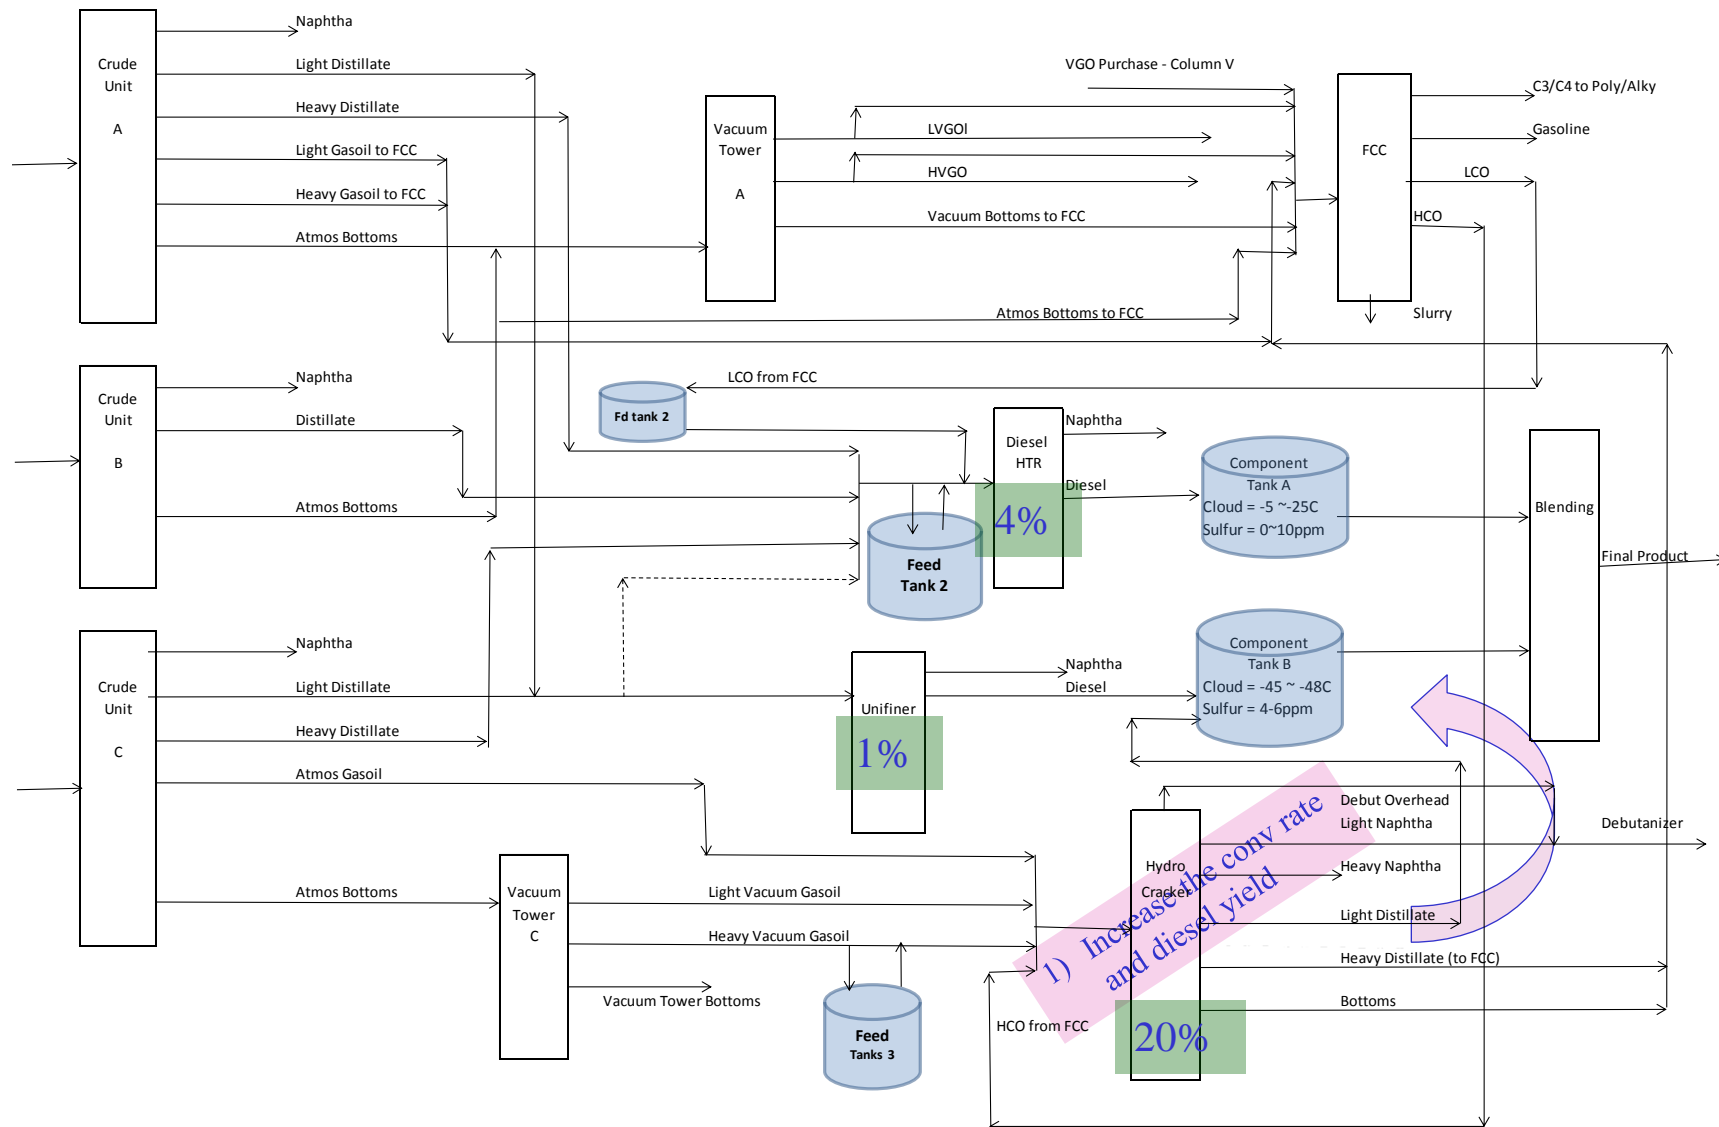 Naphtha
Crude
Unit
A
Light Distillate
Heavy Distillate
Light Gasoil to FCC
Heavy Gasoil to FCC
Atmos Bottoms
Vacuum
Tower
A
VGO Purchase - Column V
LVGOl
HVGO
Vacuum Bottoms to FCC
Atmos Bottoms to FCC
FCC
C3/C4 to Poly/Alky
Gasoline
LCO
HCO
Slurry
Crude
Unit
B
Naphtha
Distillate
Atmos Bottoms
LCO from FCC
Fd tank 2
Feed
Tank 2
Diesel
HTR
4%
Naphtha
Diesel
Component
Tank A
Cloud = -5 ~-25C
Sulfur = 0~10ppm
Blending
Final Product
Crude
Unit
C
Naphtha
Light Distillate
Heavy Distillate
Atmos Gasoil
Atmos Bottoms
Unifiner
1%
Naphtha
Diesel
Component
Tank B
Cloud = -45 ~ -48C
Sulfur = 4-6ppm
Vacuum
Tower
C
Light Vacuum Gasoil
Heavy Vacuum Gasoil
Vacuum Tower Bottoms
Feed
Tanks 3
Hydro
Cracker
20%
1) Increase the conv rate
and diesel yield
HCO from FCC
Debut Overhead
Light Naphtha
Debutanizer
Heavy Naphtha
Light Distillate
Heavy Distillate (to FCC)
Bottoms